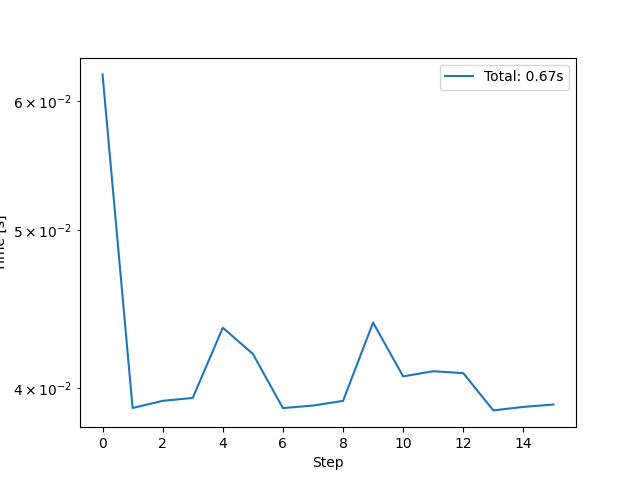 Total: 0.67s
6 × 10⁻²
5 × 10⁻²
4 × 10⁻²
Time [s]
0 2 4 6 8 10 12 14
Step